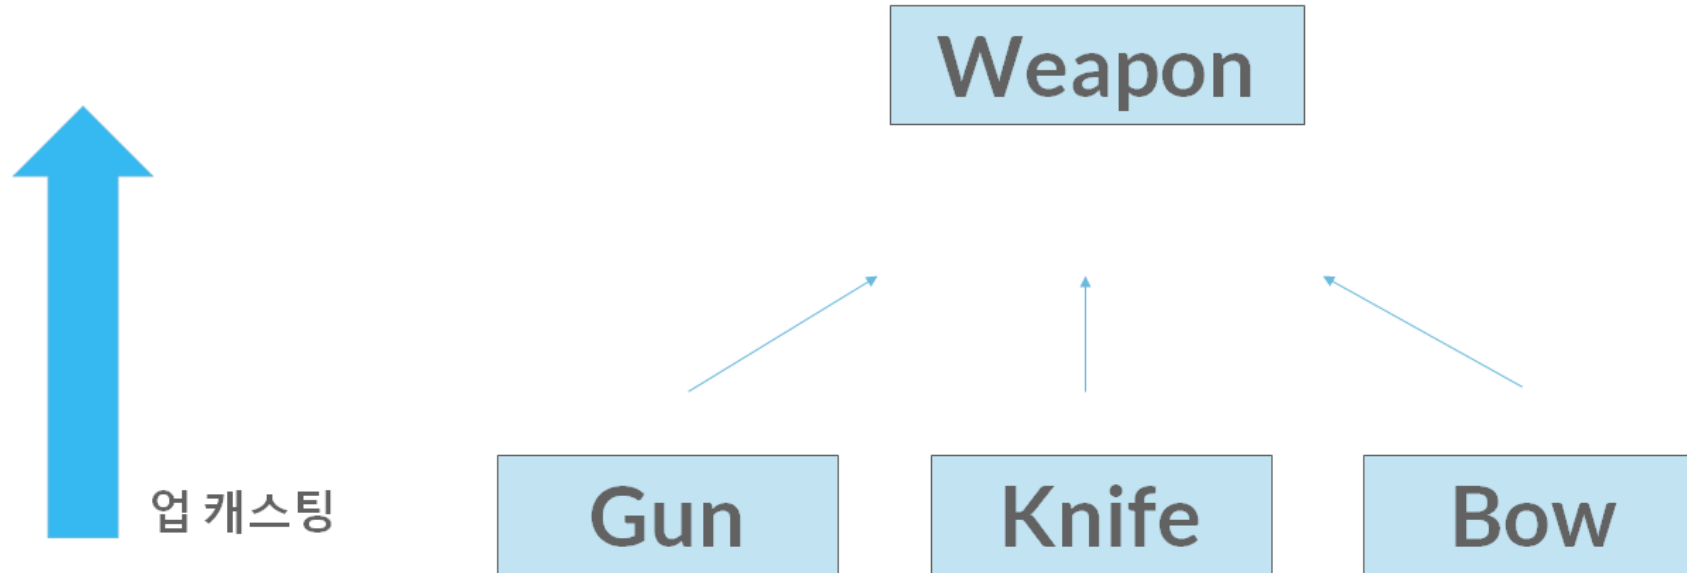 Weapon
업 캐스팅
Gun
Knife
Bow